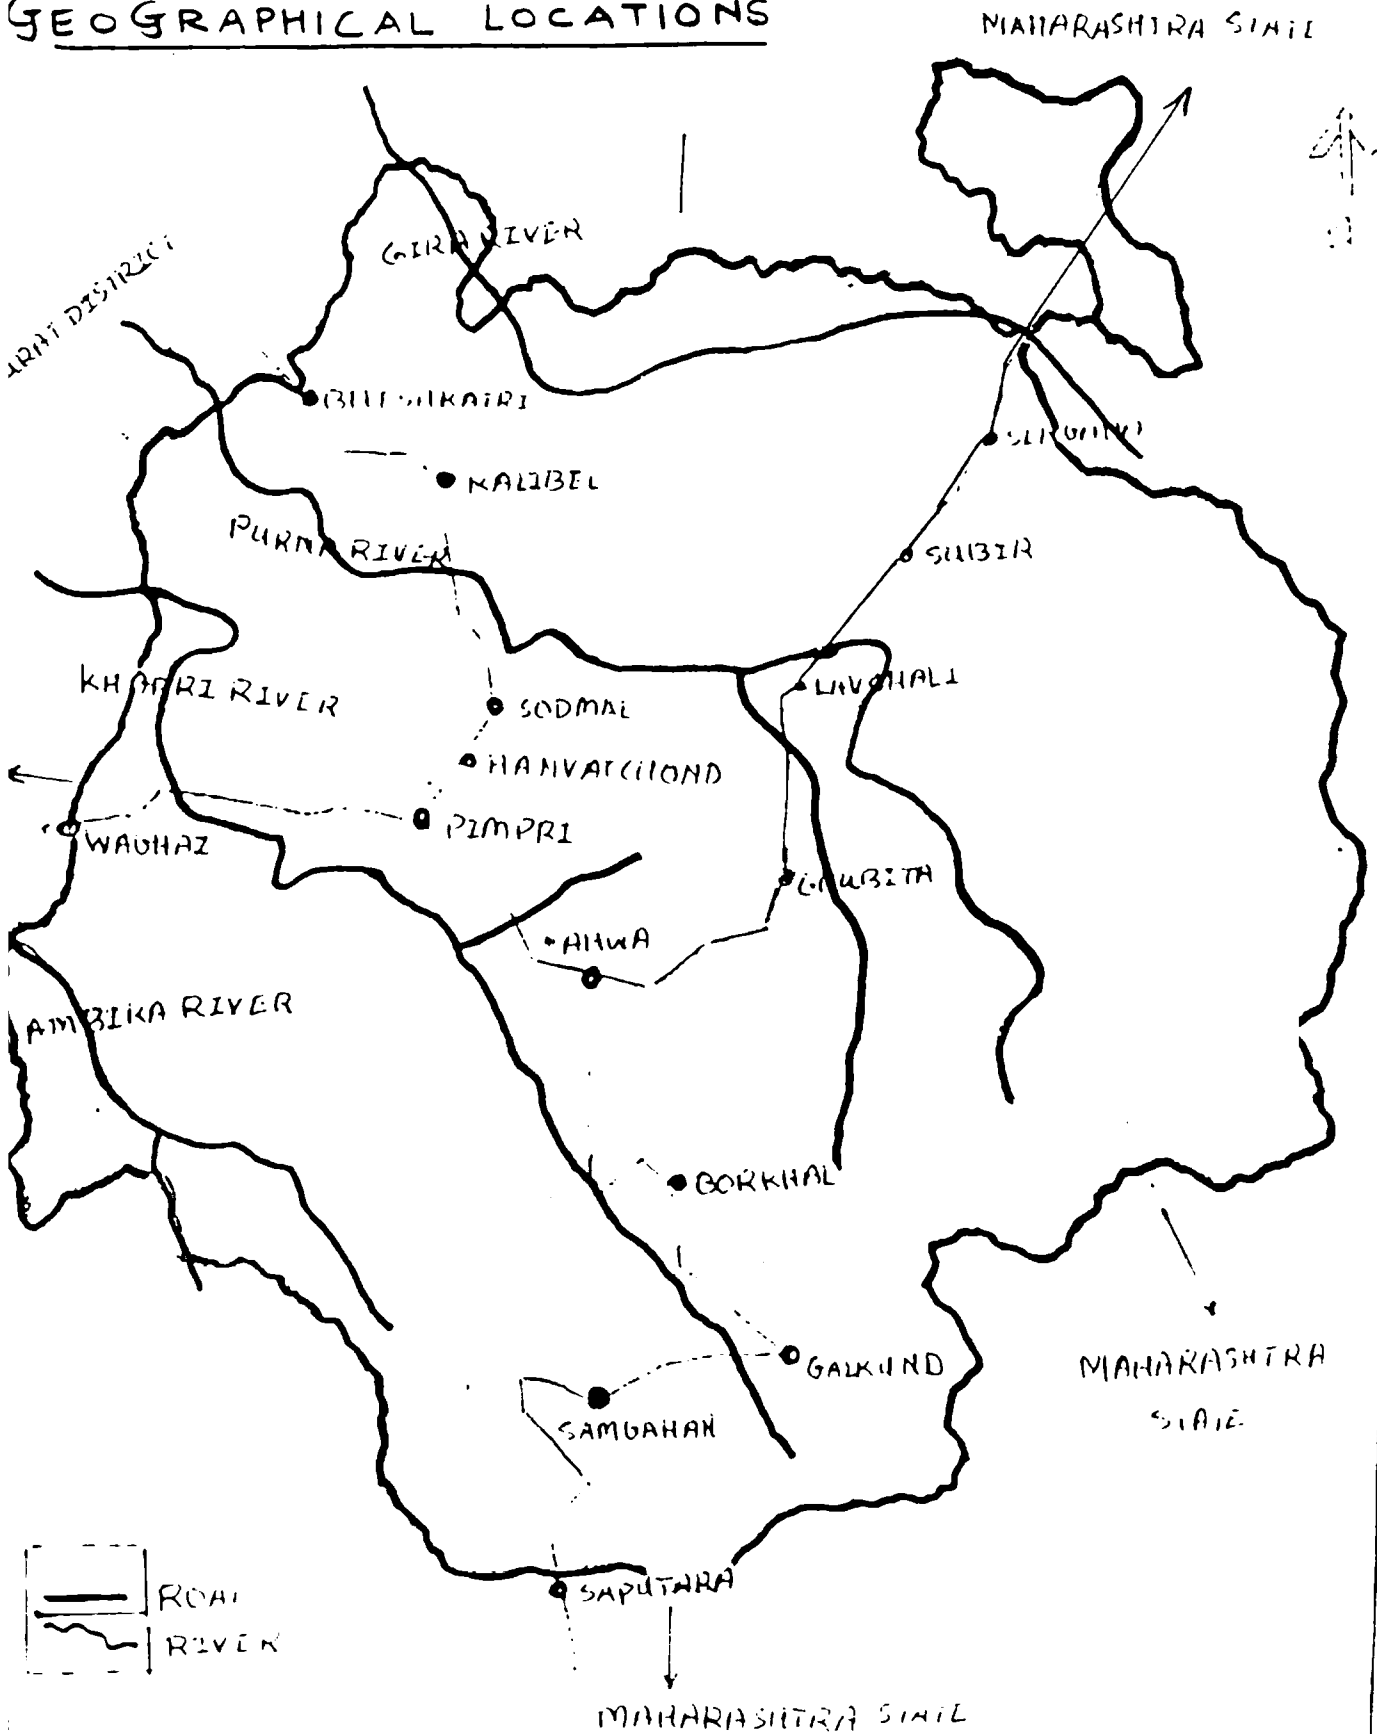 GEOGRAPHICAL LOCATIONS
MAHARASHTRA STATE
GIRA RIVER
DISTRICT
KALIBEL
PURNA RIVER
SUBIR
KHAPRI RIVER
SODMAL
HANVATCHOND
PIMPRI
WAGHAI
AHWA
AMBIKA RIVER
BORKHAL
GALKUND
MAHARASHTRA
STATE
SAMGAHAN
SAPUTARA
ROAD
RIVER
MAHARASHTRA STATE